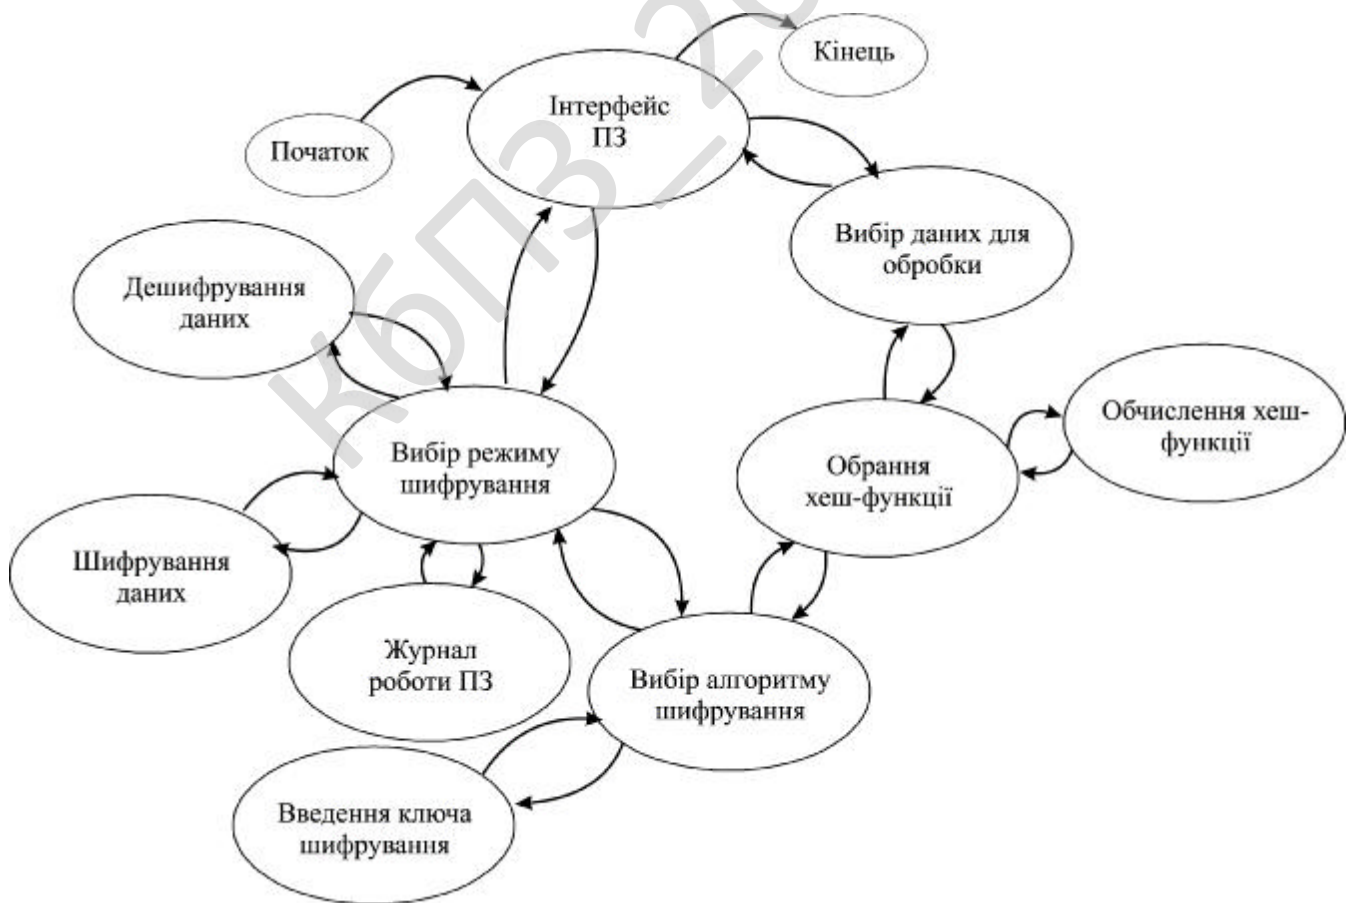 Кінець
Інтерфейс
ПЗ
Початок
Вибір даних для
обробки
Дешифрування
даних
Обчислення хеш-
функції
Вибір режиму
шифрування
Обрання
хеш-функції
Шифрування
даних
Журнал
роботи ПЗ
Вибір алгоритму
шифрування
Введення ключа
шифрування